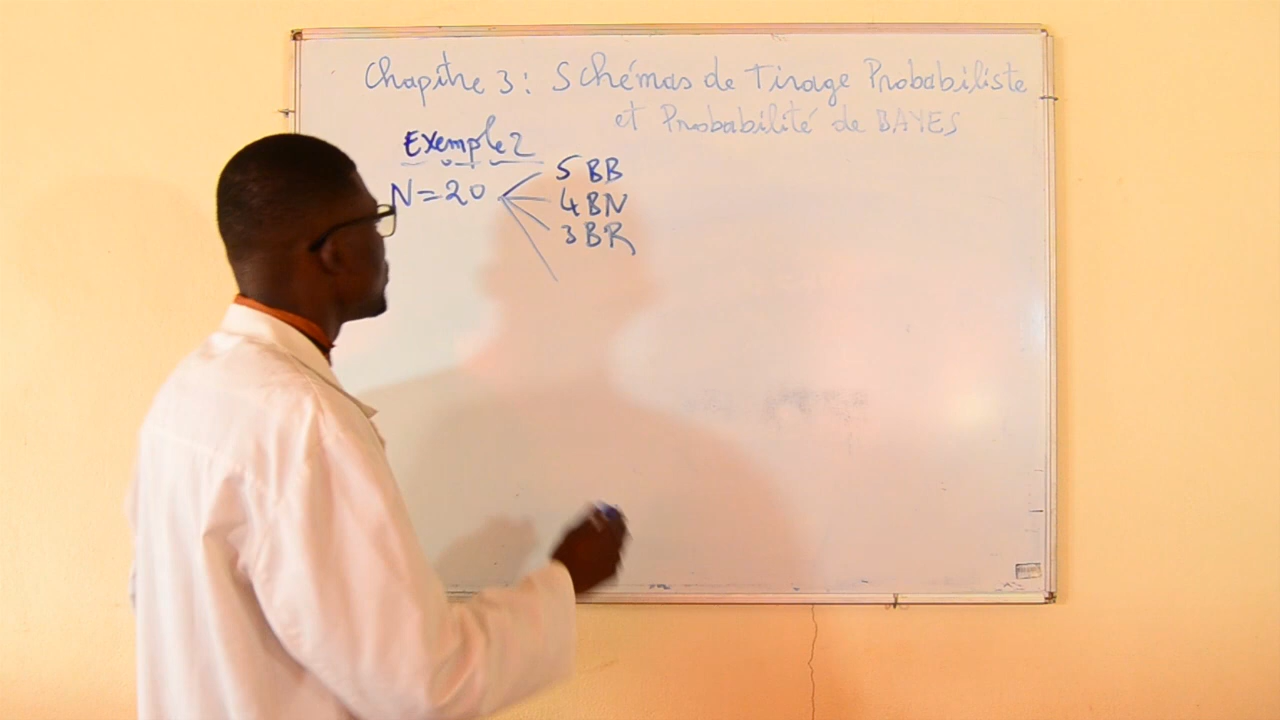 Chapitre 3 : Schémas de Tirage Probabiliste
et Probabilité de BAYES
Exemple 2
N = 20
5 BB
4 BN
3 BR